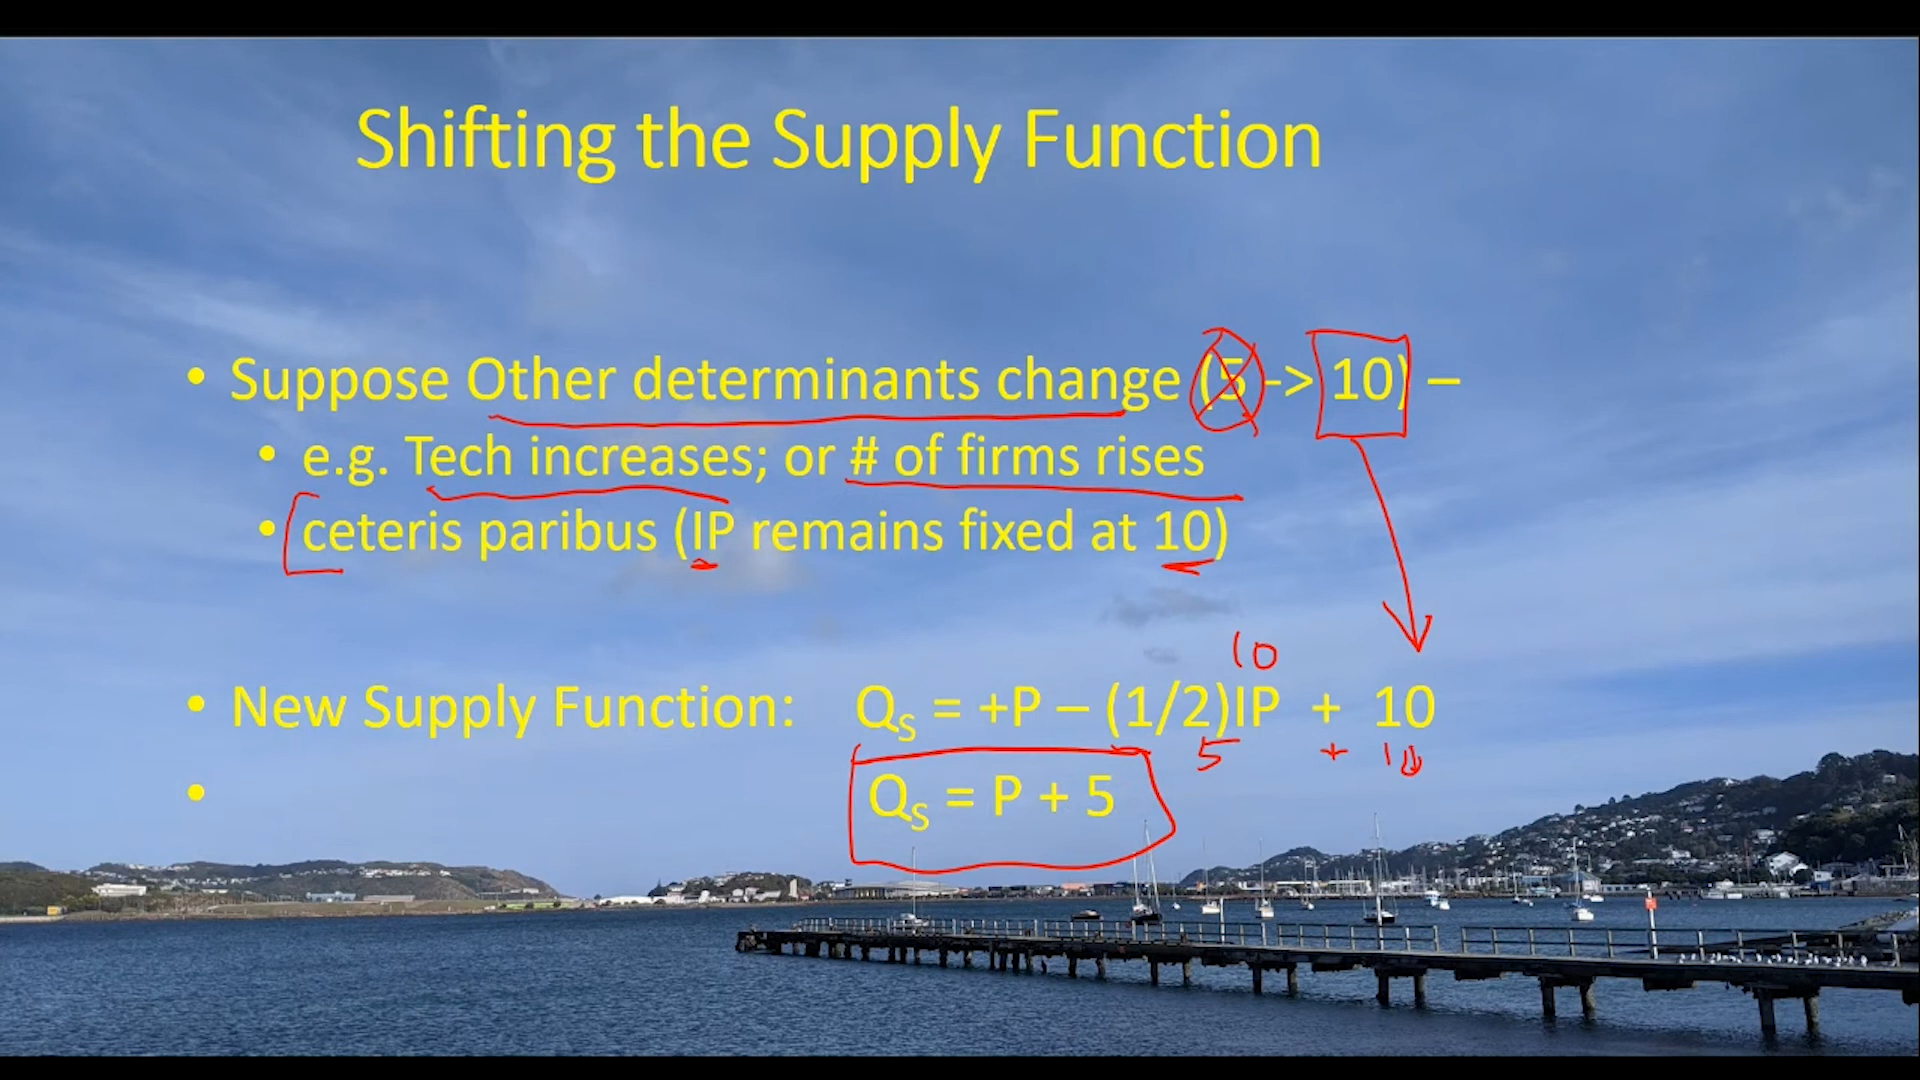 Shifting the Supply Function
• Suppose Other determinants change (5 -> 10) –
• e.g. Tech increases; or # of firms rises
• ceteris paribus (IP remains fixed at 10)
10
• New Supply Function: QS = +P – (1/2)IP + 10
5 + 10
• QS = P + 5